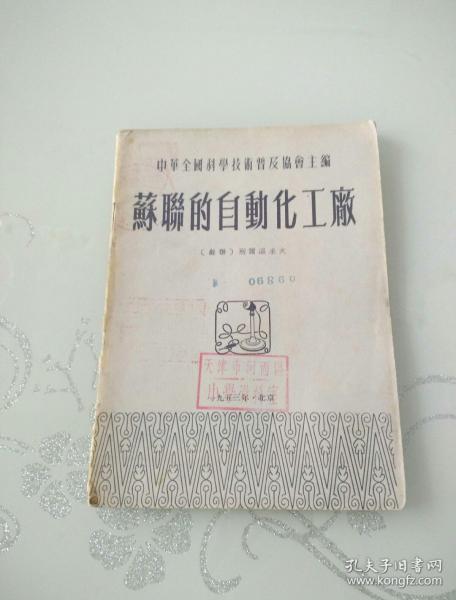 中華全國科學技術普及協會主編
蘇聯的自動化工廠
（蘇聯）
06890
天津市河西區
九五三年·北京
孔夫子旧书网
www.kongfz.com